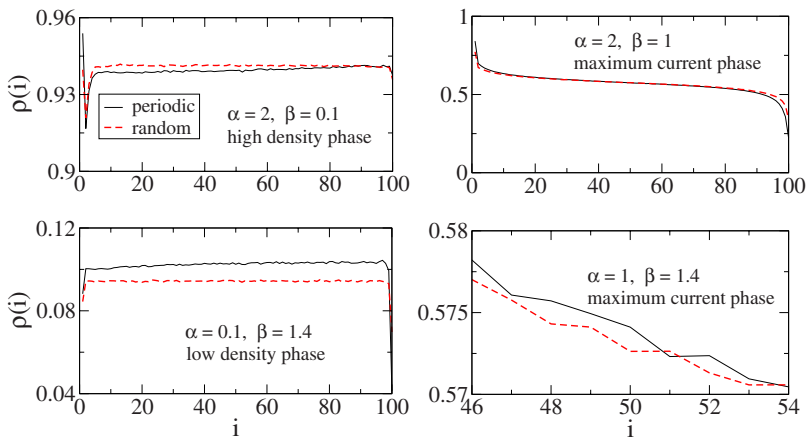 0.96
0.93
0.9
ρ(i)
periodic
random
α = 2, β = 0.1
high density phase
0 20 40 60 80 100
1
0.5
0
ρ(i)
α = 2, β = 1
maximum current phase
20 40 60 80 100
0.12
0.08
0.04
ρ(i)
α = 0.1, β = 1.4
low density phase
0 20 40 60 80 100
i
0.58
0.575
0.57
α = 1, β = 1.4
maximum current phase
46 48 50 52 54
i